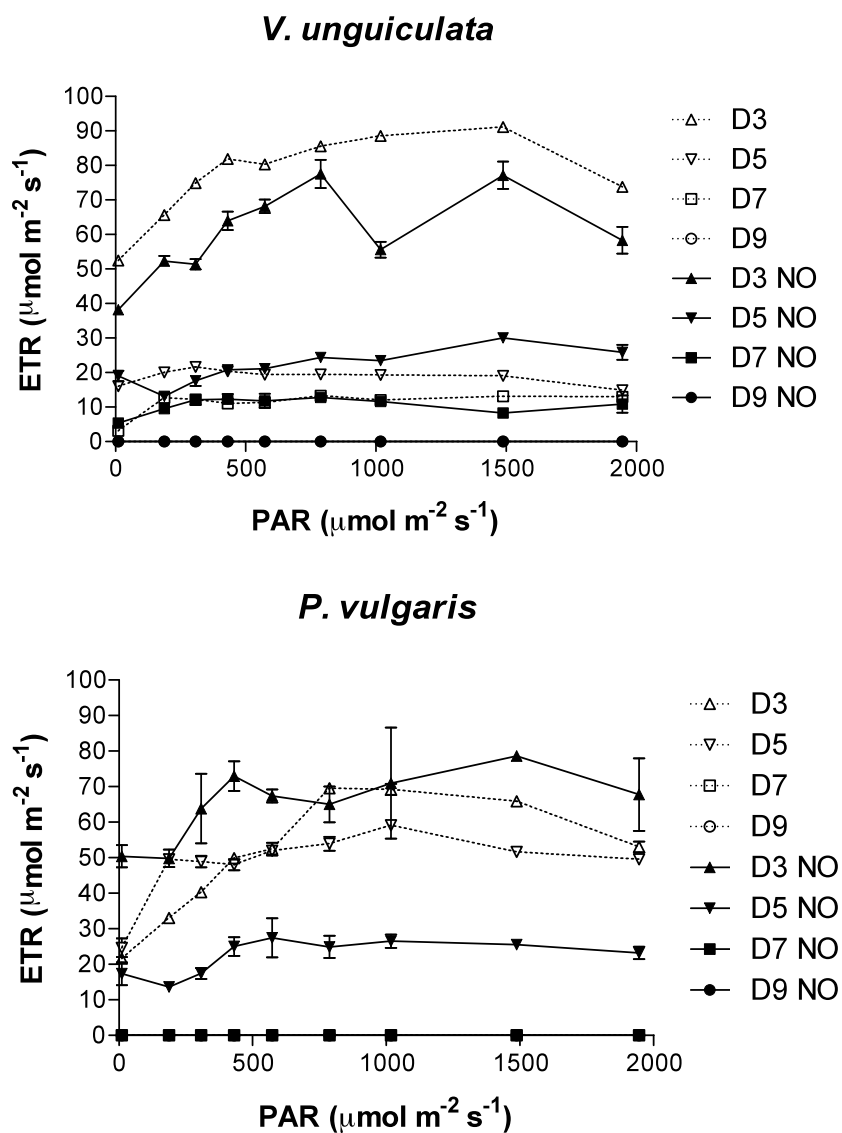 V. unguiculata
100
90
80
70
60
50
40
30
20
10
0
ETR (μmol m-2 s-1)
0 500 1000 1500 2000
PAR (μmol m-2 s-1)
D3
D5
D7
D9
D3 NO
D5 NO
D7 NO
D9 NO
P. vulgaris
100
90
80
70
60
50
40
30
20
10
0
ETR (μmol m-2 s-1)
0 500 1000 1500 2000
PAR (μmol m-2 s-1)
D3
D5
D7
D9
D3 NO
D5 NO
D7 NO
D9 NO